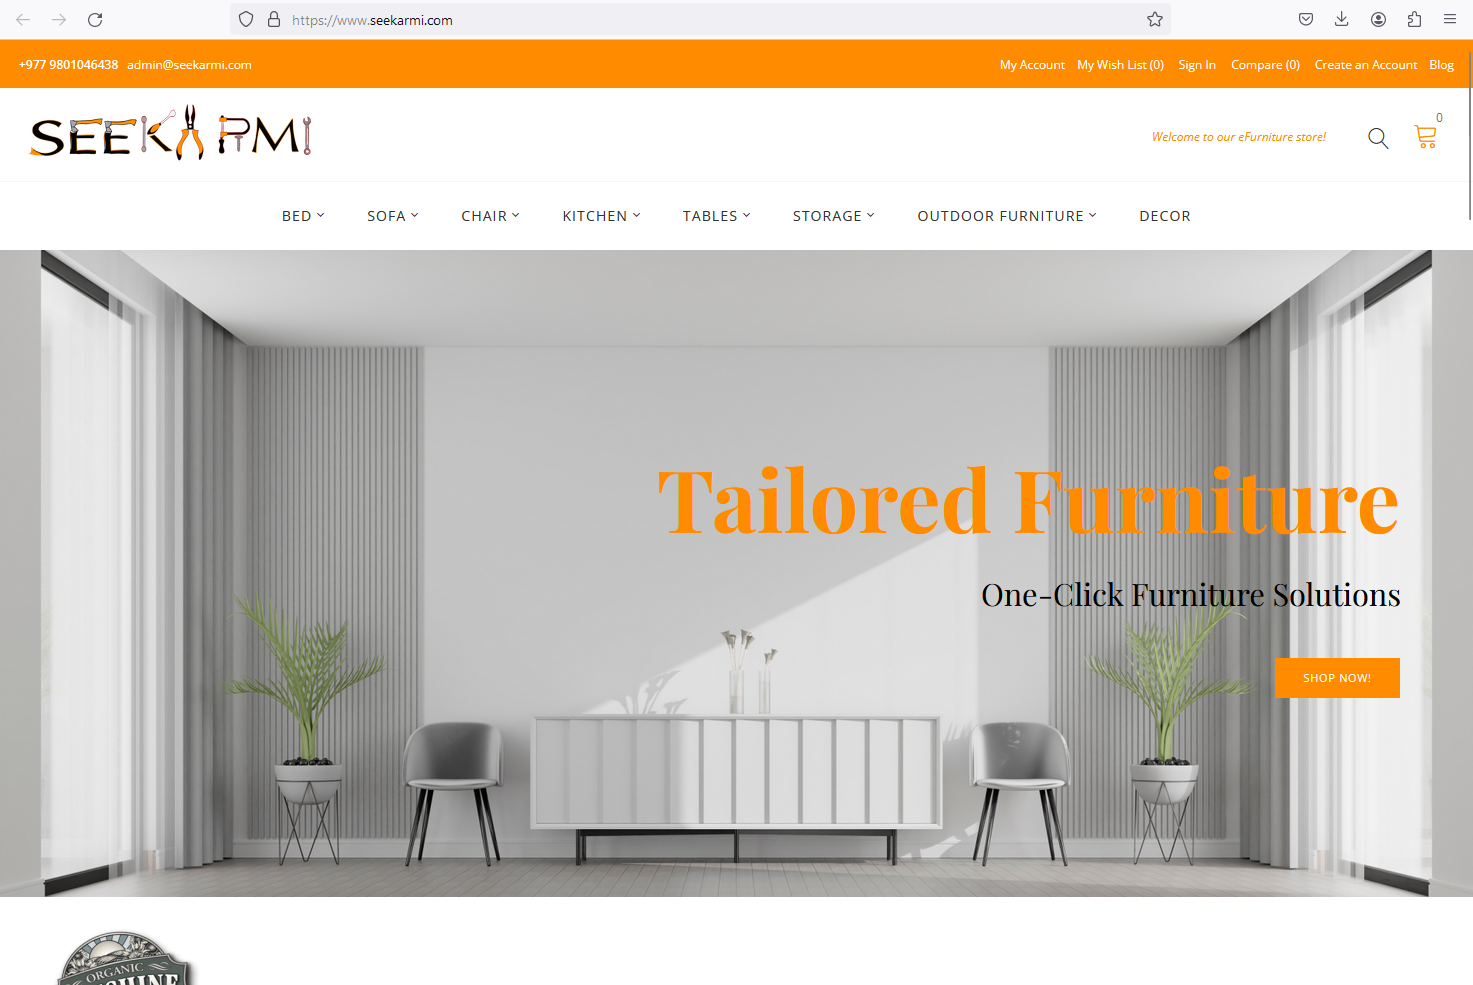 https://www.seekarmi.com
+977 9801046438 admin@seekarmi.com My Account My Wish List (0) Sign In Compare (0) Create an Account Blog
SEEKARMI
Welcome to our eFurniture store!
0
BED SOFA CHAIR KITCHEN TABLES STORAGE OUTDOOR FURNITURE DECOR
Tailored Furniture
One-Click Furniture Solutions
SHOP NOW!
ORGANIC